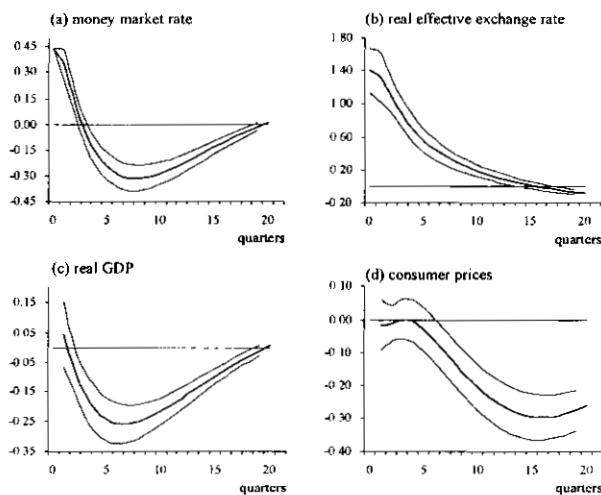 (a) money market rate
0.45
0.30
0.15
0.00
-0.15
-0.30
-0.45
0 5 10 15 20
quarters
(b) real effective exchange rate
1 80
1 40
1 00
0 60
0 20
-0 20
0 5 10 15 20
quarters
(c) real GDP
0.15
0.05
-0.05
-0.15
-0.25
-0.35
0 5 10 15 20
quarters
(d) consumer prices
0.10
0.00
-0.10
-0.20
-0.30
-0.40
0 5 10 15 20
quarters